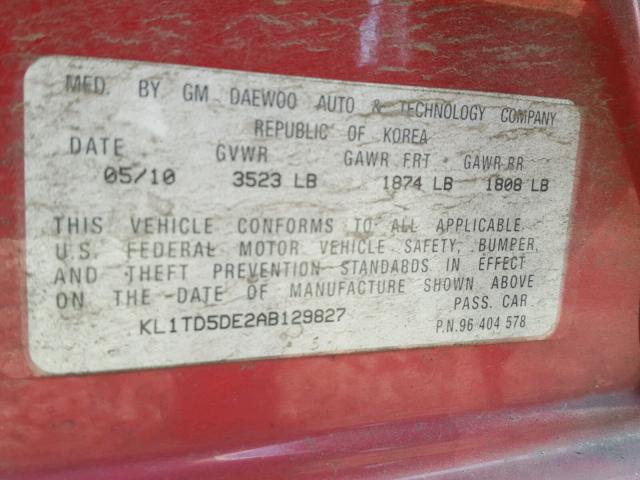 MFD. BY GM DAEWOO AUTO & TECHNOLOGY COMPANY
REPUBLIC OF KOREA
DATE GVWR GAWR FRT GAWR RR
05/10 3523 LB 1874 LB 1808 LB
THIS VEHICLE CONFORMS TO ALL APPLICABLE
U.S. FEDERAL MOTOR VEHICLE SAFETY, BUMPER,
AND THEFT PREVENTION STANDARDS IN EFFECT
ON THE DATE OF MANUFACTURE SHOWN ABOVE
PASS. CAR
KL1TD5DE2AB129827
P.N.96 404 578